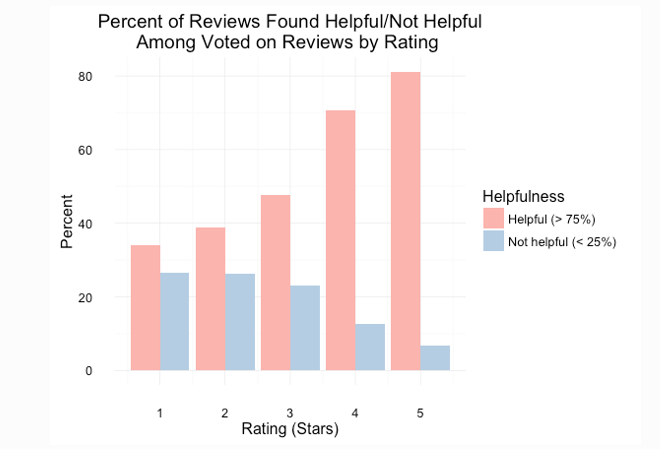 Percent of Reviews Found Helpful/Not Helpful
Among Voted on Reviews by Rating
80
60
40
20
0
Percent
1 2 3 4 5
Rating (Stars)
Helpfulness
Helpful (> 75%)
Not helpful (< 25%)